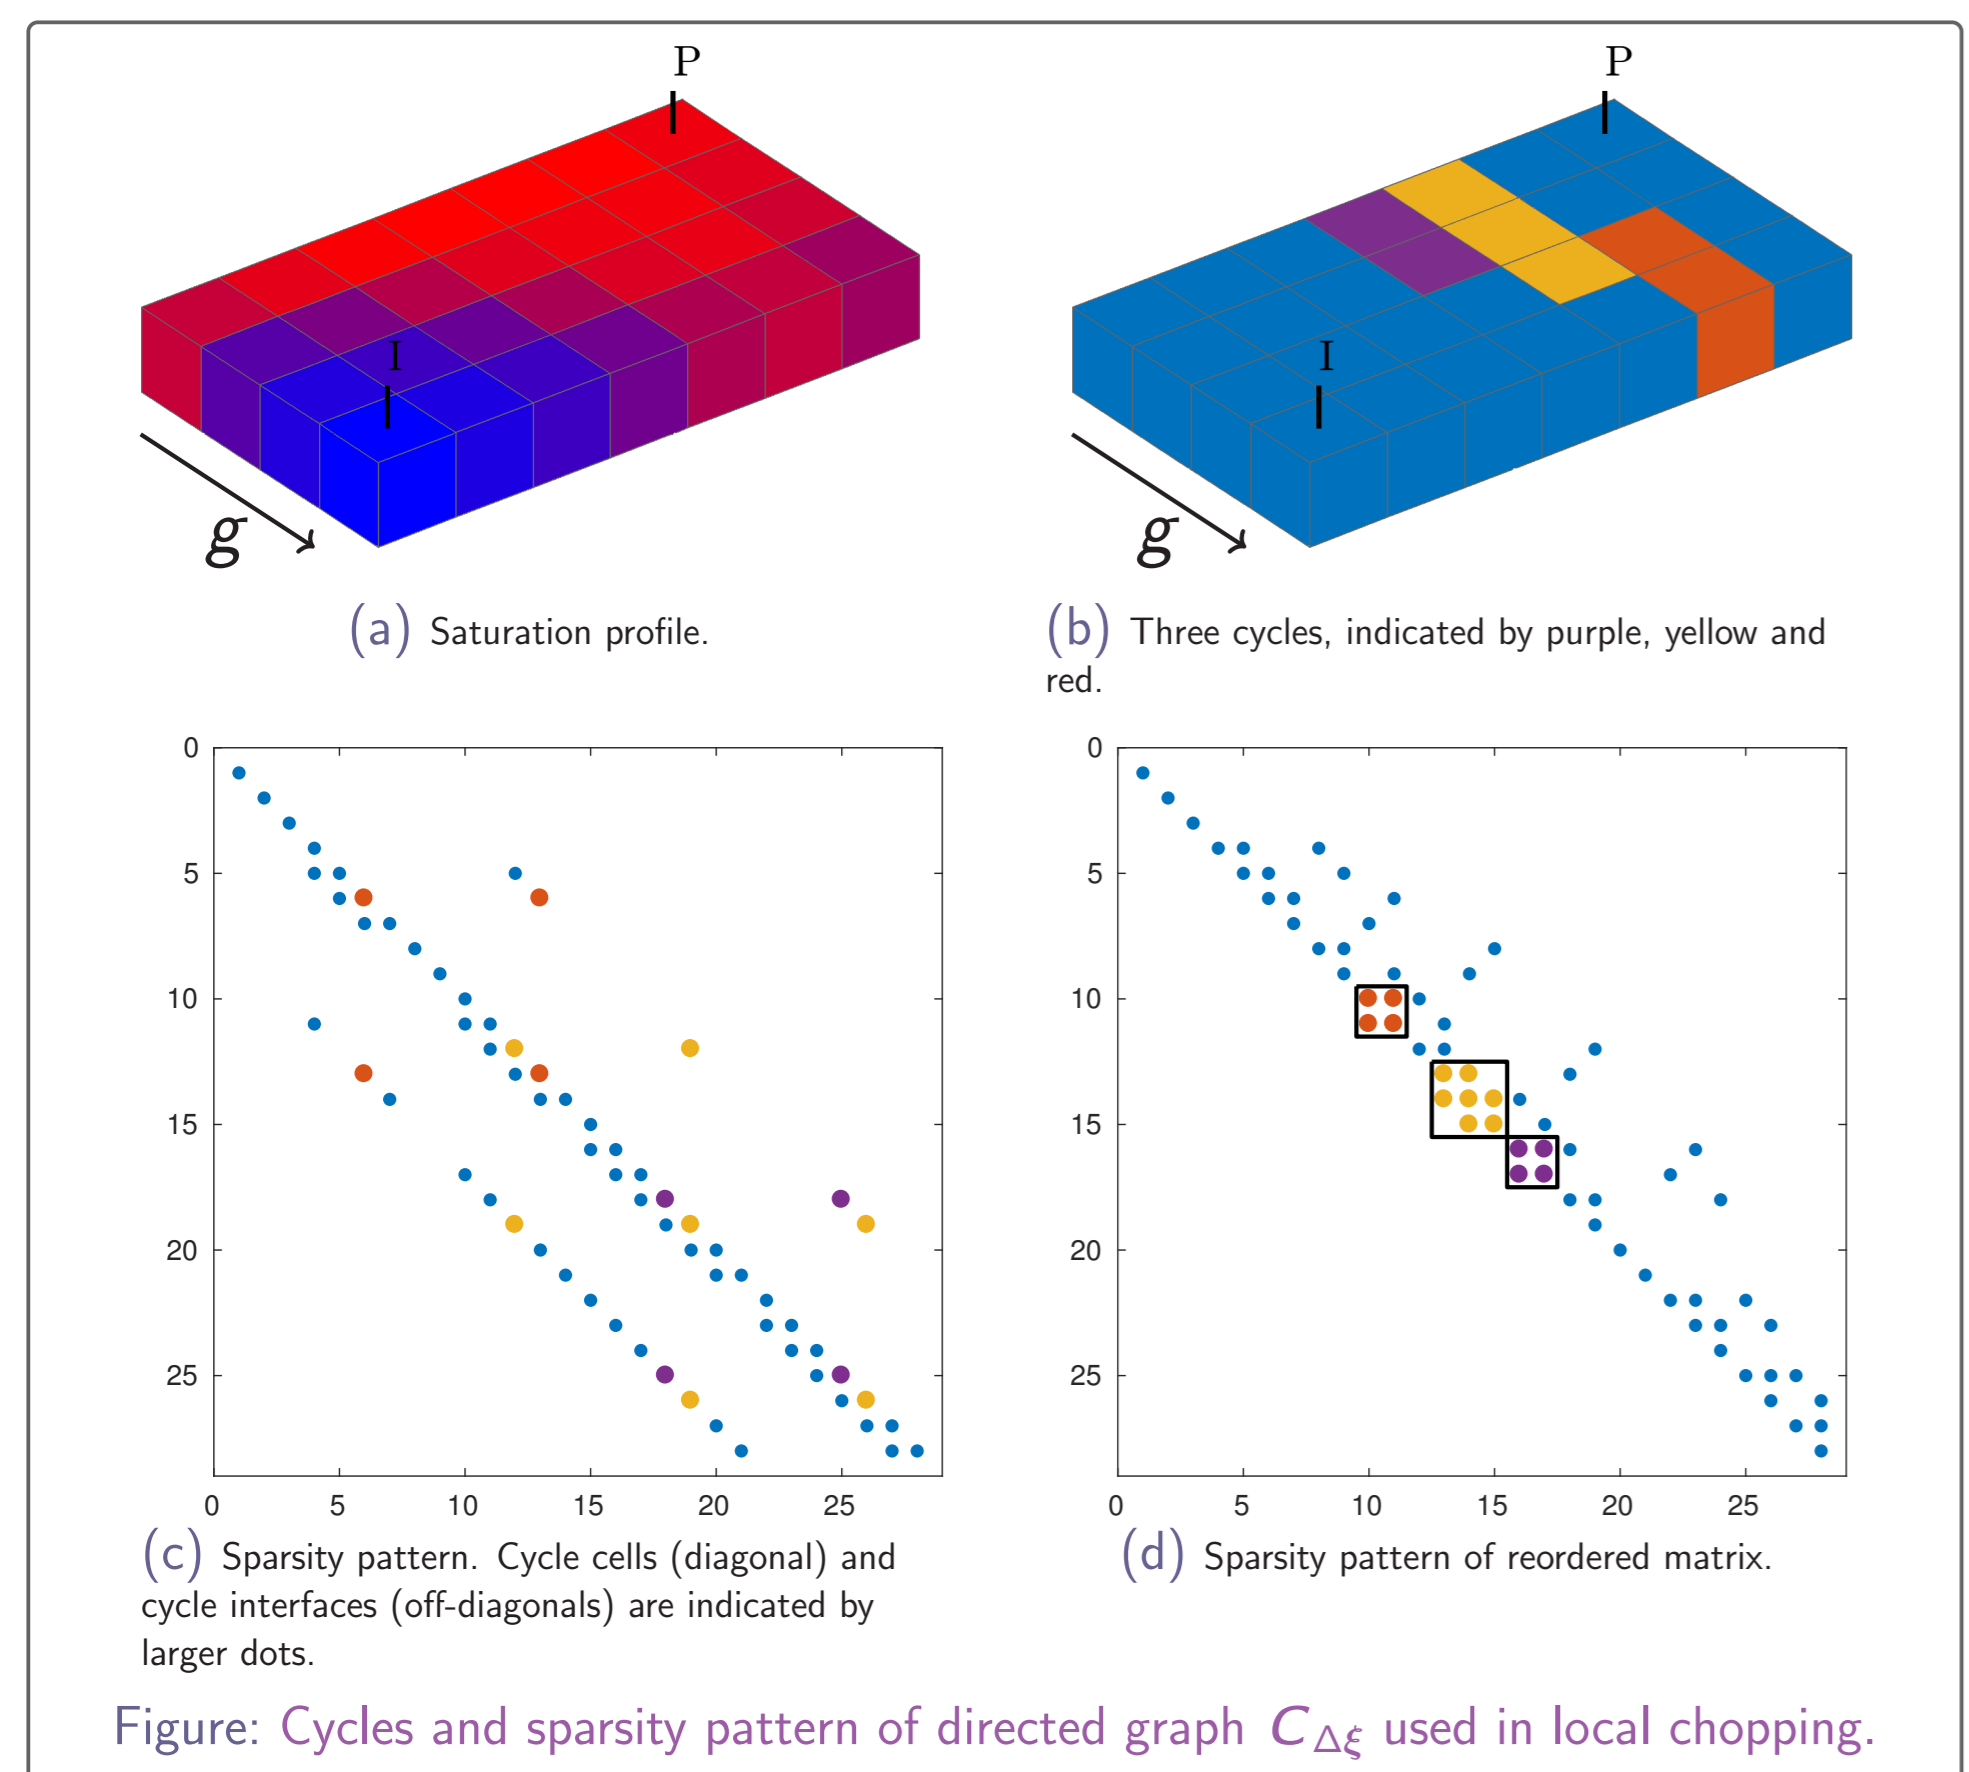 P
P
I
I
g
g
(a) Saturation profile.
(b) Three cycles, indicated by purple, yellow and
red.
0
5
10
15
20
25
0 5 10 15 20 25
(c) Sparsity pattern. Cycle cells (diagonal) and
cycle interfaces (off-diagonals) are indicated by
larger dots.
0
5
10
15
20
25
0 5 10 15 20 25
(d) Sparsity pattern of reordered matrix.
Figure: Cycles and sparsity pattern of directed graph C_{Δξ} used in local chopping.